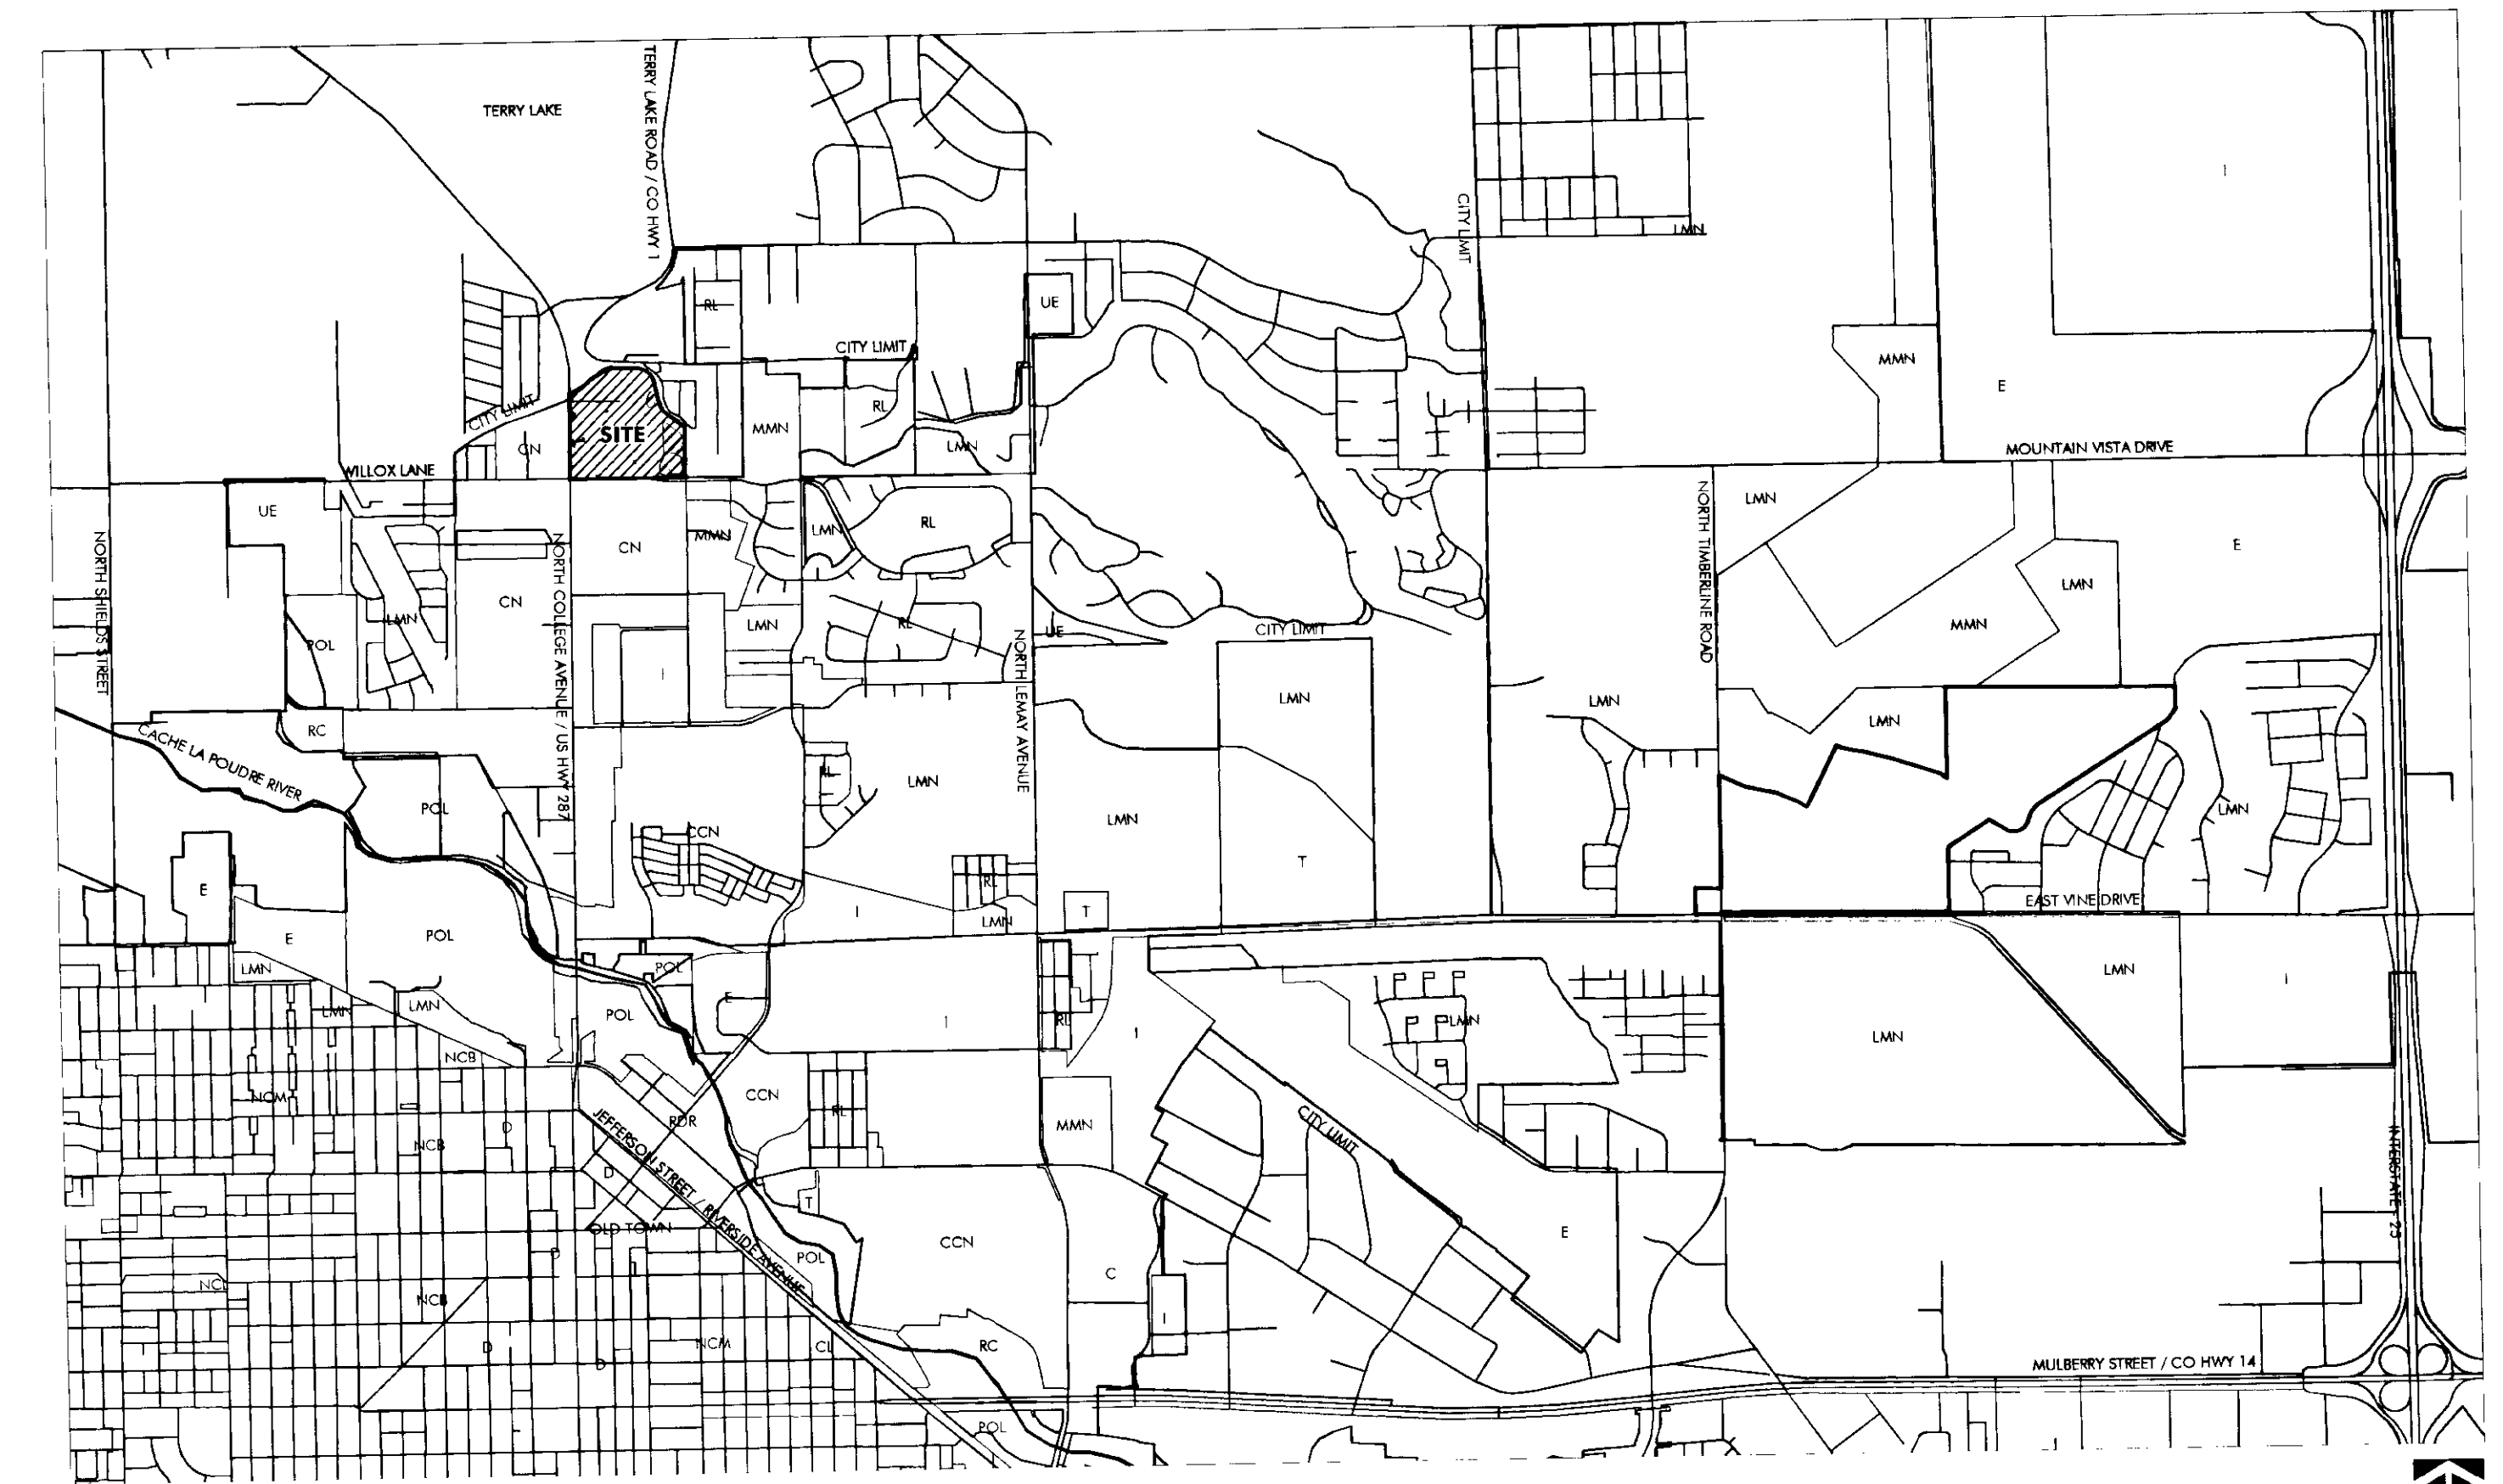 TERRY LAKE
TERRY LAKE ROAD / CO HWY 1
CITY LIMIT
I
LMN
RL
UE
CITY LIMIT
MMN
E
CITY LIMIT
SITE
CN
MMN
RL
LMN
WILLOX LANE
MOUNTAIN VISTA DRIVE
UE
NORTH SHIELDS STREET
NORTH COLLEGE AVENUE / US HWY 287
CN
MMN
LMN
RL
NORTH TIMBERLINE ROAD
LMN
E
CN
LMN
POL
LMN
RL
NORTH LEMAY AVENUE
UE
CITY LIMIT
LMN
MMN
I
LMN
LMN
LMN
RC
CACHE LA POUDRE RIVER
POL
RL
LMN
LMN
LMN
CCN
T
E
RL
I
LMN
T
EAST VINE DRIVE
E
POL
LMN
POL
LMN
I
LMN
LMN
POL
E
I
RL
I
LMN
LMN
NCB
NCM
CCN
RL
MMN
CITY LIMIT
JEFFERSON STREET / RIVERSIDE AVENUE
RDR
D
NCB
D
INTERSTATE - 25
T
OLD TOWN
D
POL
CCN
E
C
NCL
NCB
I
D
D
NCM
CL
RC
MULBERRY STREET / CO HWY 14
POL